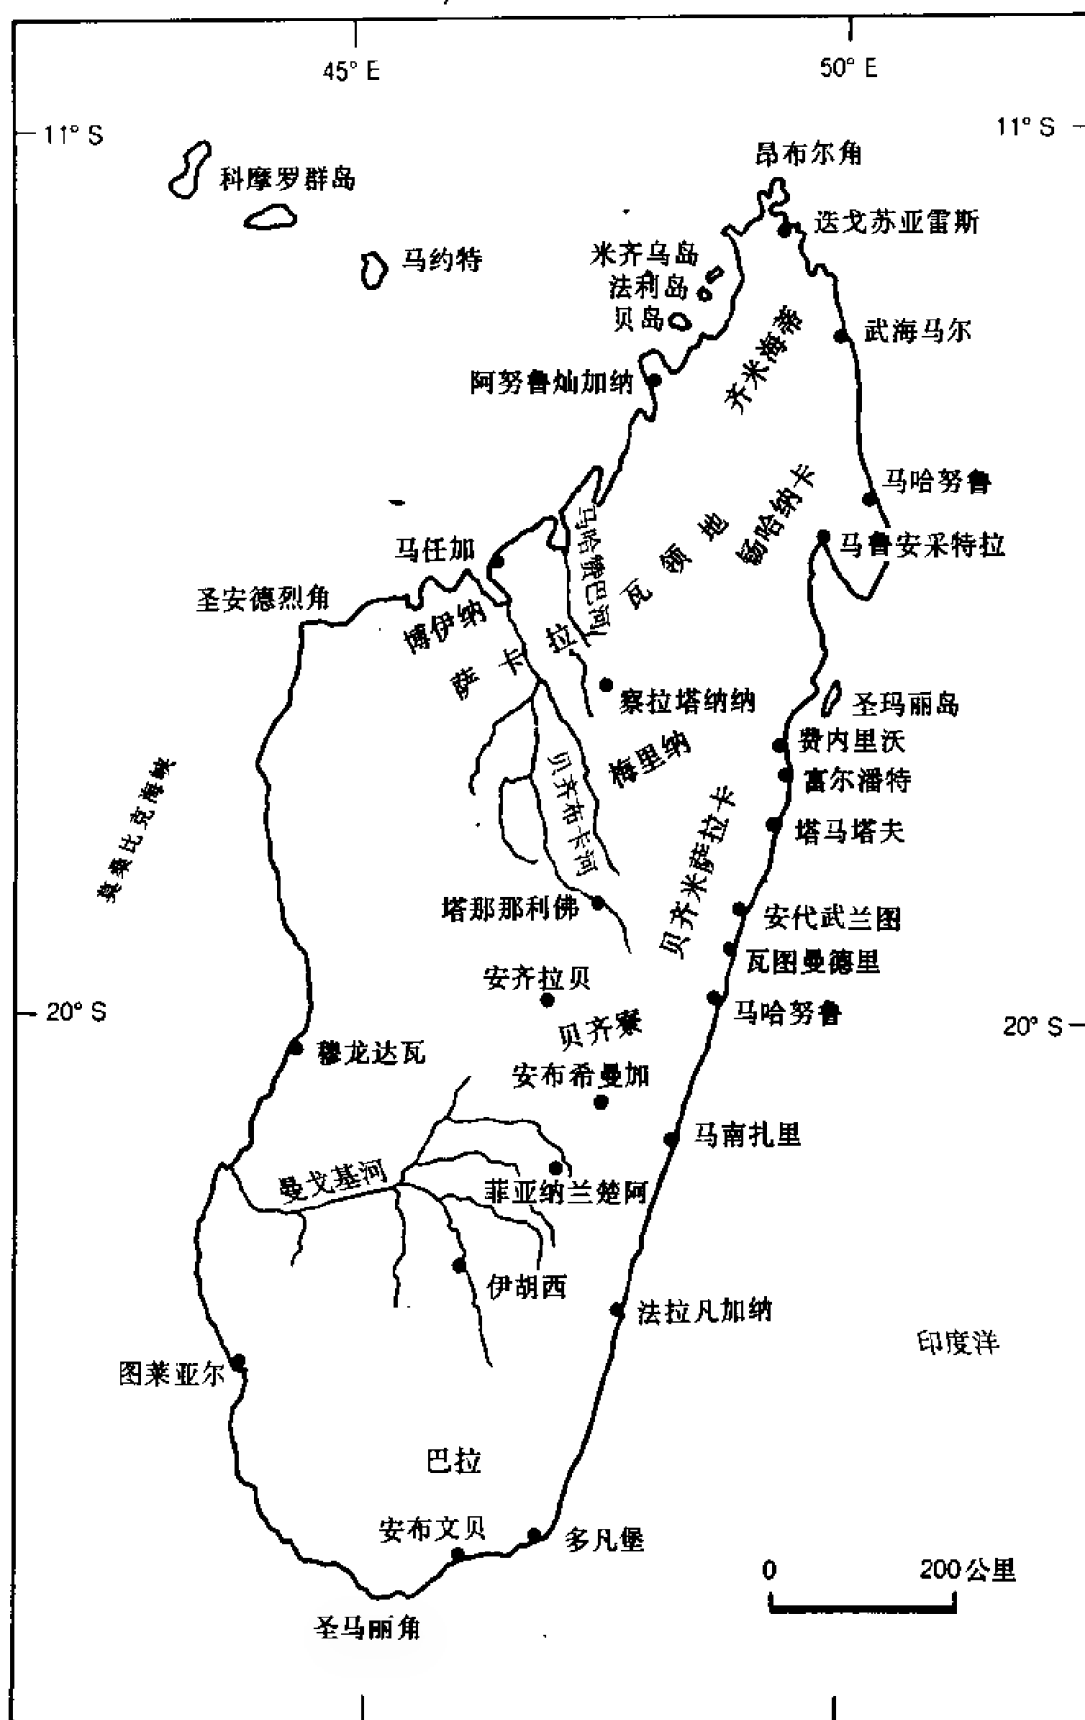 45° E
50° E
11° S
11° S
昂布尔角
科摩罗群岛
迭戈苏亚雷斯
马约特
米齐乌岛
法利岛
贝岛
武海马尔
齐米海蒂
阿努鲁灿加纳
马哈努鲁
杨哈纳卡
马鲁安采特拉
马任加
马哈赞巴河
圣安德烈角
博伊纳
萨卡拉瓦领地
察拉塔纳纳
圣玛丽岛
费内里沃
梅里纳
富尔潘特
贝齐布卡河
塔马塔夫
莫桑比克海峡
贝齐米萨拉卡
塔那那利佛
安代武兰图
瓦图曼德里
安齐拉贝
马哈努鲁
20° S
20° S
贝齐寮
穆龙达瓦
安布希曼加
马南扎里
曼戈基河
菲亚纳兰楚阿
伊胡西
法拉凡加纳
印度洋
图莱亚尔
巴拉
安布文贝
多凡堡
0
200公里
圣马丽角